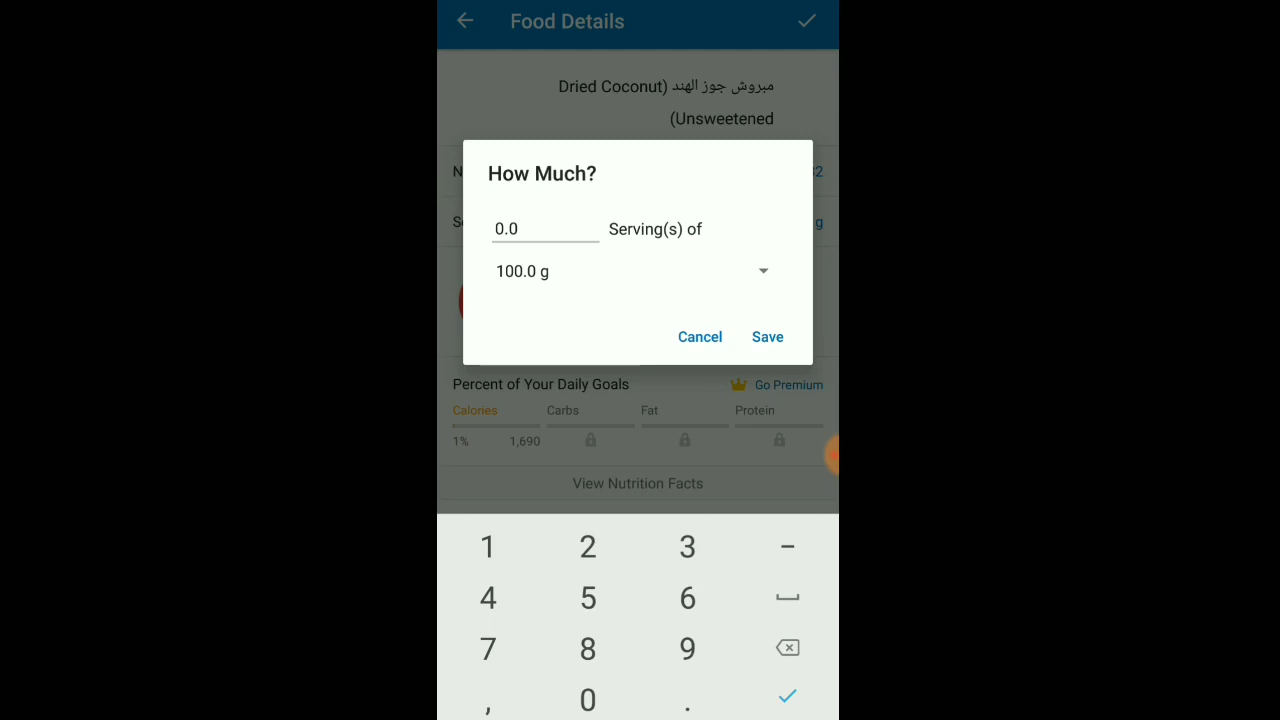 Food Details
مبروش جوز الهند (Dried Coconut
Unsweetened)
How Much?
0.0 Serving(s) of
100.0 g
Cancel Save
Percent of Your Daily Goals Go Premium
Calories Carbs Fat Protein
1% 1,690
View Nutrition Facts
1 2 3 -
4 5 6
7 8 9
, 0 .